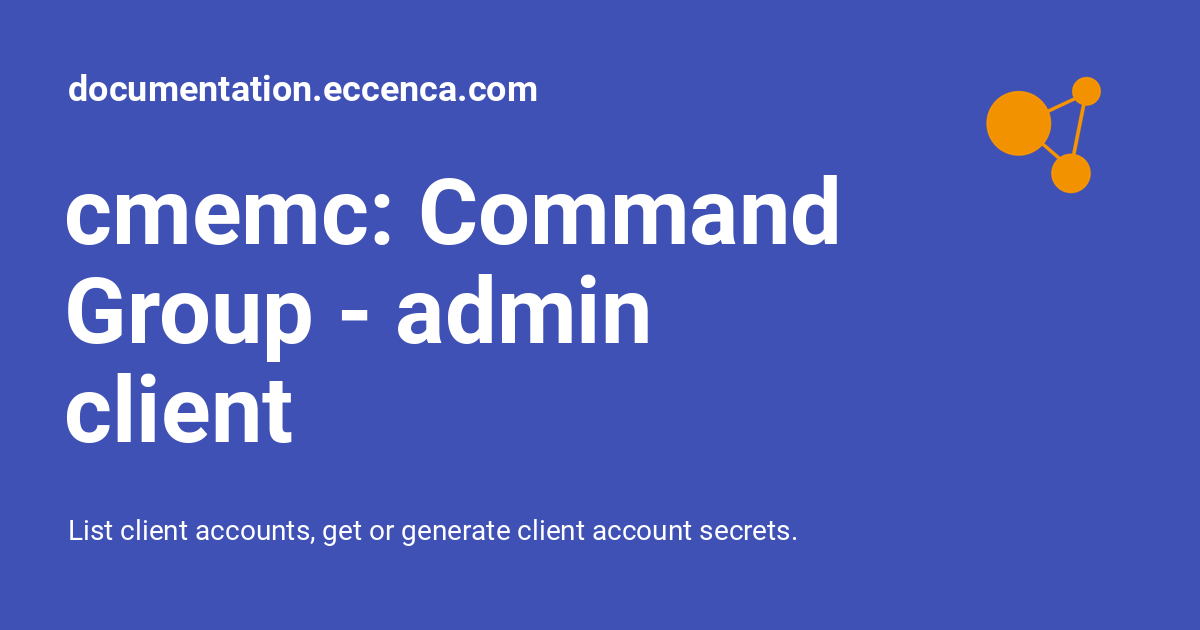 documentation.eccenca.com
cmemc: Command
Group - admin
client
List client accounts, get or generate client account secrets.